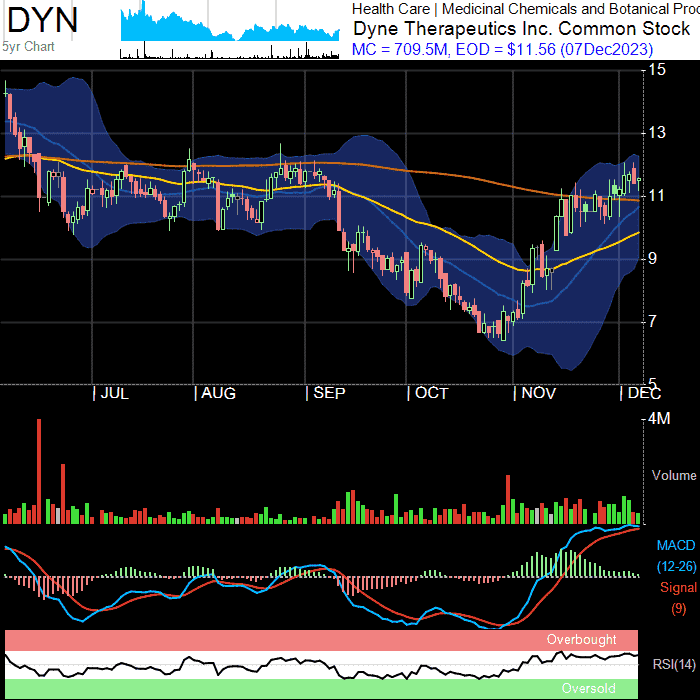 DYN
5yr Chart
Health Care | Medicinal Chemicals and Botanical Proc
Dyne Therapeutics Inc. Common Stock
MC = 709.5M, EOD = $11.56 (07Dec2023)
15
13
11
9
7
5
| JUL | AUG | SEP | OCT | NOV | DEC
4M
Volume
MACD
(12-26)
Signal
(9)
Overbought
RSI(14)
Oversold